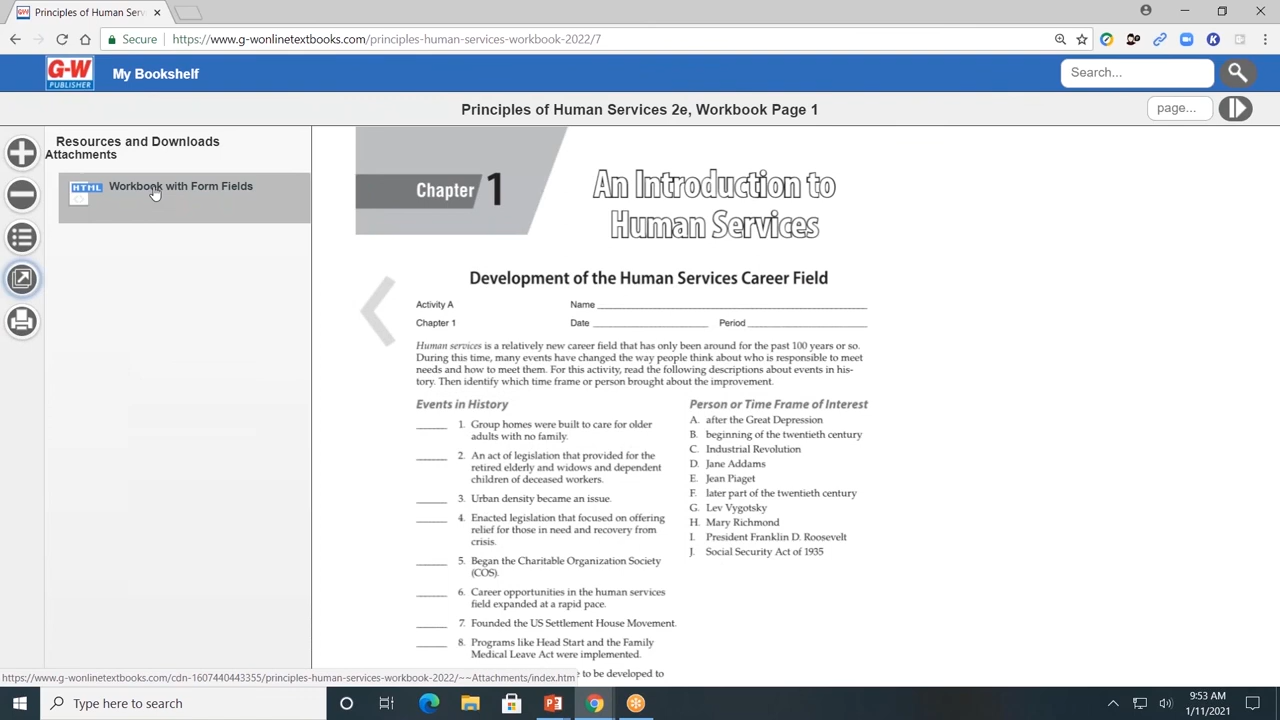 Principles of Human Serv
Secure
https://www.g-wonlinetextbooks.com/principles-human-services-workbook-2022/7
G-W
PUBLISHER
My Bookshelf
Search...
Principles of Human Services 2e, Workbook Page 1
page...
Resources and Downloads
Attachments
HTML
Workbook with Form Fields
Chapter 1
An Introduction to
Human Services
Development of the Human Services Career Field
Activity A
Name
Chapter 1
Date
Period
Human services is a relatively new career field that has only been around for the past 100 years or so.
During this time, many events have changed the way people think about who is responsible to meet
needs and how to meet them. For this activity, read the following descriptions about events in his-
tory. Then identify which time frame or person brought about the improvement.
Events in History
______ 1. Group homes were built to care for older
adults with no family.
______ 2. An act of legislation that provided for the
retired elderly and widows and dependent
children of deceased workers.
______ 3. Urban density became an issue.
______ 4. Enacted legislation that focused on offering
relief for those in need and recovery from
crisis.
______ 5. Began the Charitable Organization Society
(COS).
______ 6. Career opportunities in the human services
field expanded at a rapid pace.
______ 7. Founded the US Settlement House Movement.
______ 8. Programs like Head Start and the Family
Medical Leave Act were implemented.
to be developed to
Person or Time Frame of Interest
A. after the Great Depression
B. beginning of the twentieth century
C. Industrial Revolution
D. Jane Addams
E. Jean Piaget
F. later part of the twentieth century
G. Lev Vygotsky
H. Mary Richmond
I. President Franklin D. Roosevelt
J. Social Security Act of 1935
https://www.g-wonlinetextbooks.com/cdn-1607440443355/principles-human-services-workbook-2022/~~Attachments/index.htm
Type here to search
9:53 AM
1/11/2021